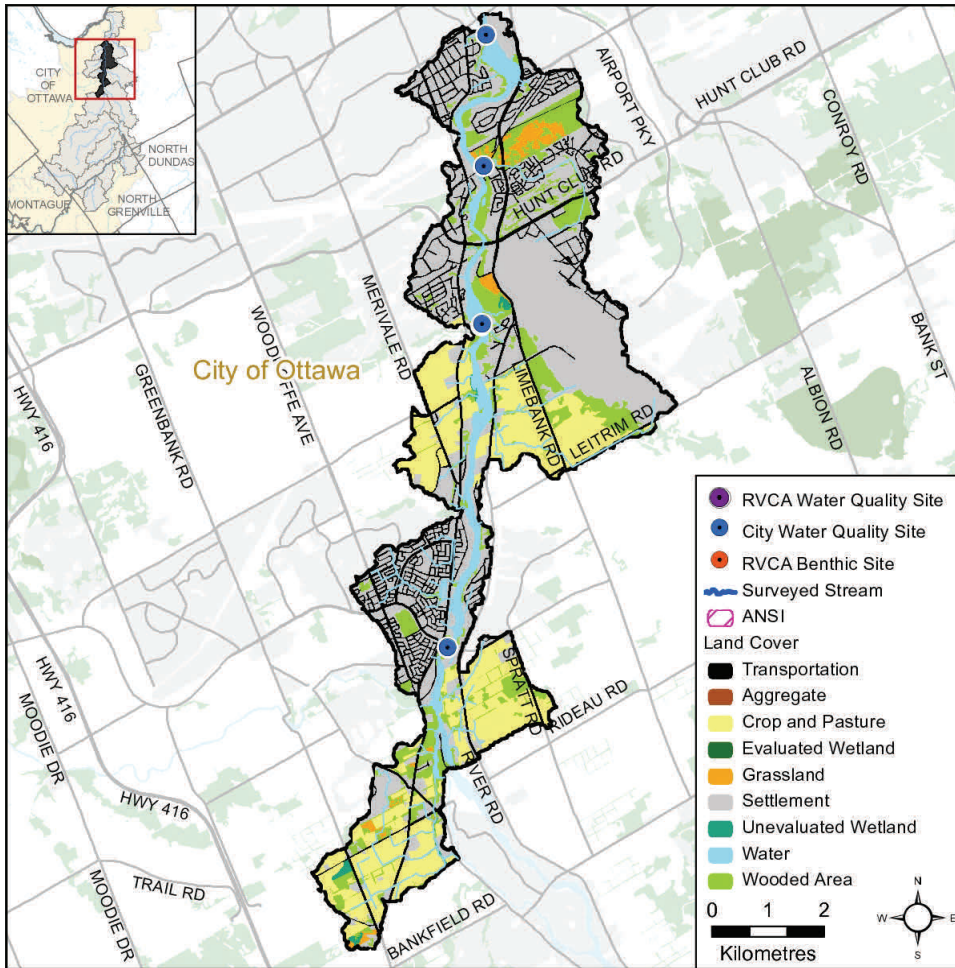 CITY OF
OTTAWA
NORTH
DUNDAS
MONTAGUE
NORTH
GRENVILLE
AIRPORT PKY
HUNT CLUB RD
CONROY RD
HUNT CLUB RD
MERIVALE RD
WOODROFFE AVE
City of Ottawa
GREENBANK RD
HWY 416
LIMEBANK RD
LEITRIM RD
ALBION RD
BANK ST
SPRATT RD
RIDEAU RD
RIVER RD
HWY 416
MOODIE DR
HWY 416
TRAIL RD
MOODIE DR
BANKFIELD RD
RVCA Water Quality Site
City Water Quality Site
RVCA Benthic Site
Surveyed Stream
ANSI
Land Cover
Transportation
Aggregate
Crop and Pasture
Evaluated Wetland
Grassland
Settlement
Unevaluated Wetland
Water
Wooded Area
0 1 2
Kilometres
N
W E
S